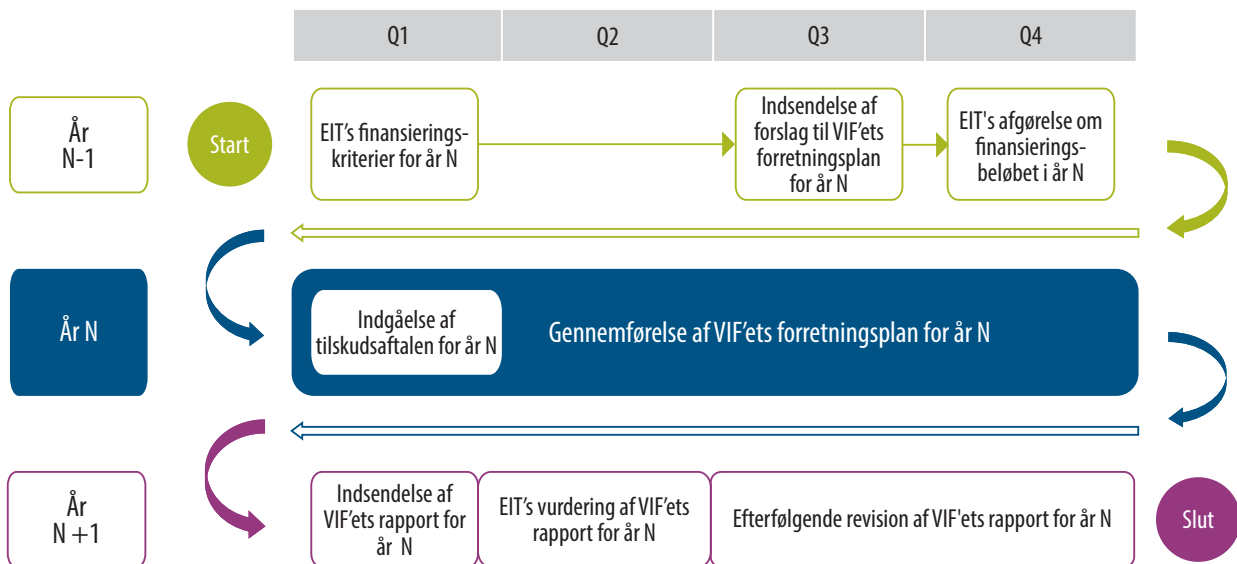 Q1
Q2
Q3
Q4
År
N-1
Start
EIT's finansierings-
kriterier for år N
Indsendelse af
forslag til VIF'ets
forretningsplan
for år N
EIT's afgørelse om
finansierings-
beløbet i år N
År N
Indgåelse af
tilskudsaftalen for år N
Gennemførelse af VIF'ets forretningsplan for år N
År
N +1
Indsendelse af
VIF'ets rapport for
år N
EIT's vurdering af VIF'ets
rapport for år N
Efterfølgende revision af VIF'ets rapport for år N
Slut